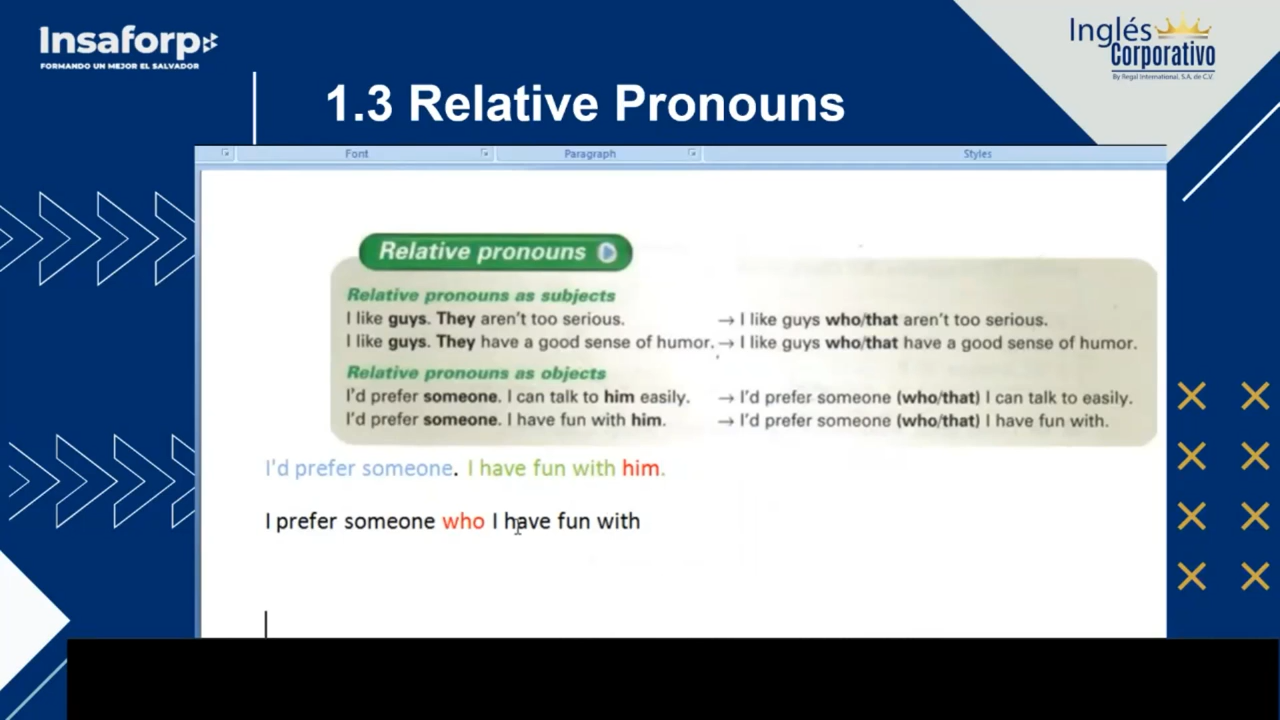 Insaforp
FORMANDO UN MEJOR EL SALVADOR
Inglés
Corporativo
By Regal International, S.A. de C.V.
1.3 Relative Pronouns
Font Paragraph Styles
Relative pronouns
Relative pronouns as subjects
I like guys. They aren't too serious. → I like guys who/that aren't too serious.
I like guys. They have a good sense of humor. → I like guys who/that have a good sense of humor.
Relative pronouns as objects
I'd prefer someone. I can talk to him easily. → I'd prefer someone (who/that) I can talk to easily.
I'd prefer someone. I have fun with him. → I'd prefer someone (who/that) I have fun with.
I'd prefer someone. I have fun with him.
I prefer someone who I have fun with